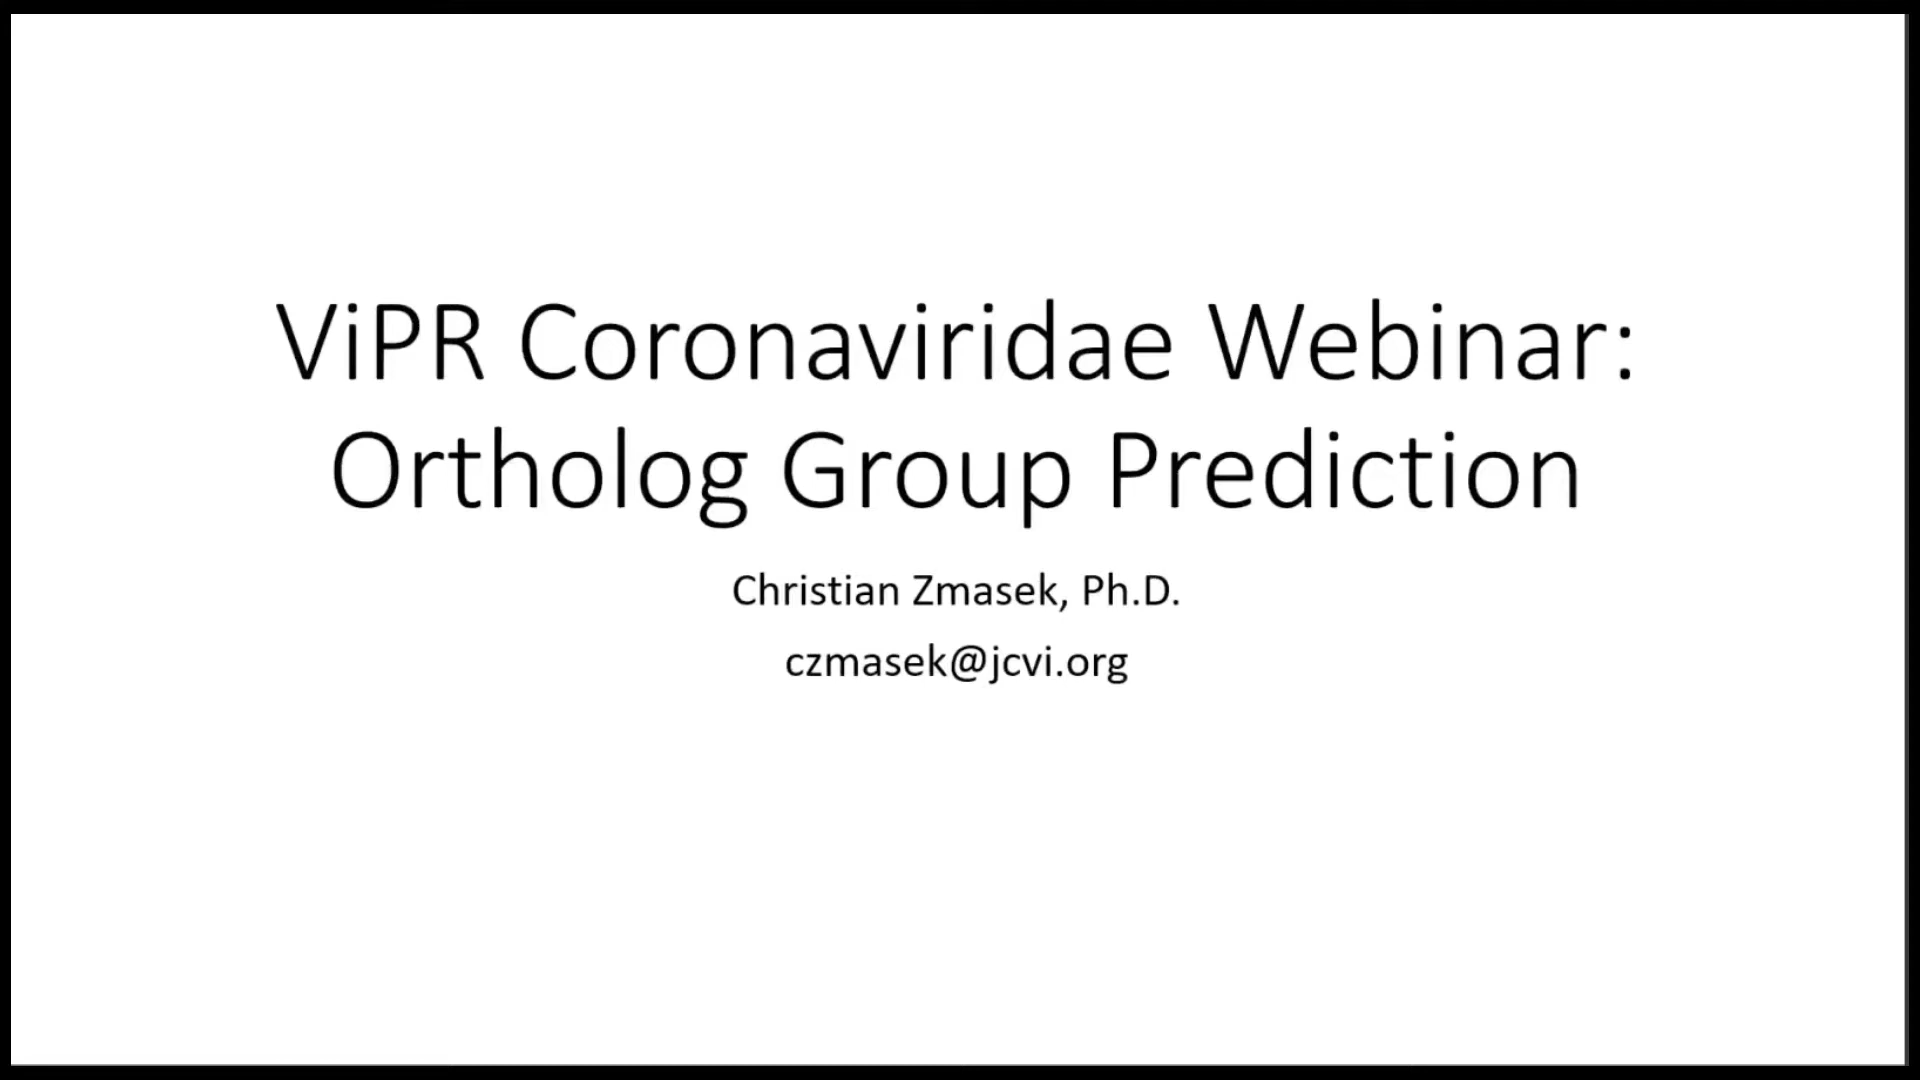 ViPR Coronaviridae Webinar:
Ortholog Group Prediction
Christian Zmasek, Ph.D.
czmasek@jcvi.org